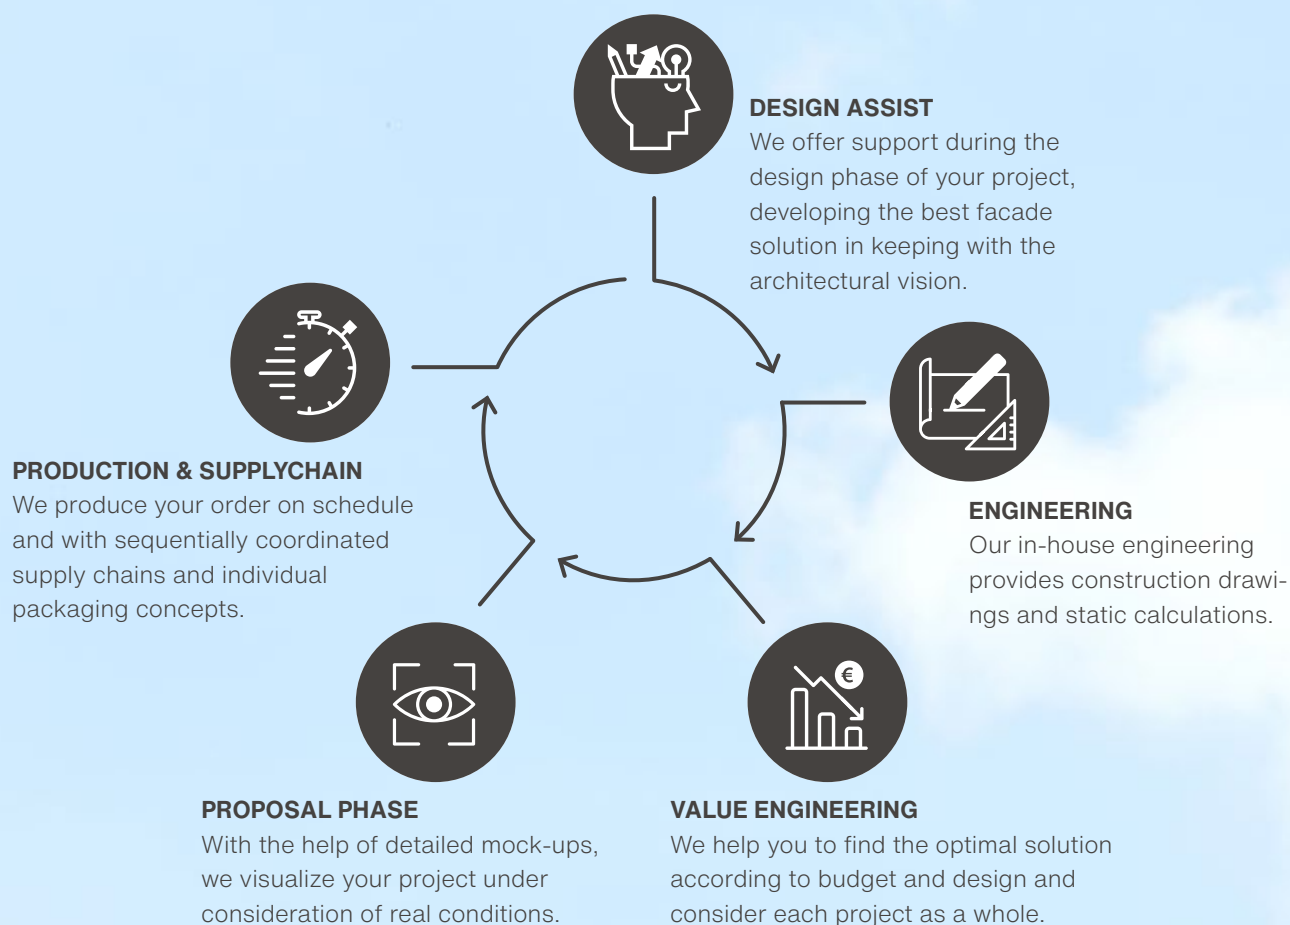 DESIGN ASSIST
We offer support during the
design phase of your project,
developing the best facade
solution in keeping with the
architectural vision.
ENGINEERING
Our in-house engineering
provides construction drawi-
ngs and static calculations.
€
VALUE ENGINEERING
We help you to find the optimal solution
according to budget and design and
consider each project as a whole.
PROPOSAL PHASE
With the help of detailed mock-ups,
we visualize your project under
consideration of real conditions.
PRODUCTION & SUPPLYCHAIN
We produce your order on schedule
and with sequentially coordinated
supply chains and individual
packaging concepts.